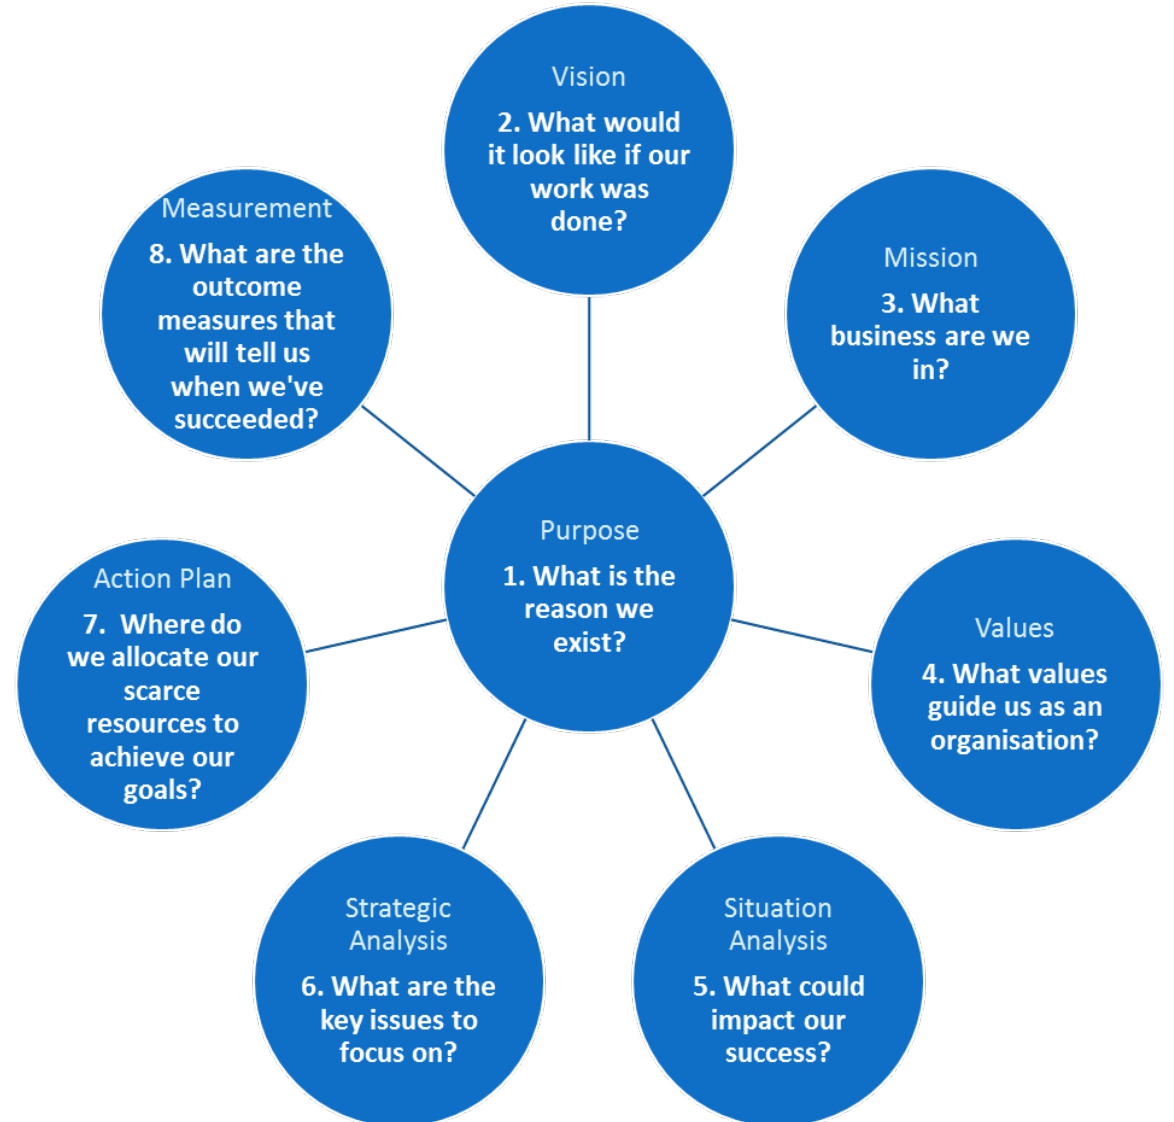 Vision
2. What would
it look like if our
work was
done?
Measurement
8. What are the
outcome
measures that
will tell us
when we've
succeeded?
Mission
3. What
business are we
in?
Purpose
1. What is the
reason we
exist?
Action Plan
7.  Where do
we allocate our
scarce
resources to
achieve our
goals?
Values
4. What values
guide us as an
organisation?
Strategic
Analysis
6. What are the
key issues to
focus on?
Situation
Analysis
5. What could
impact our
success?